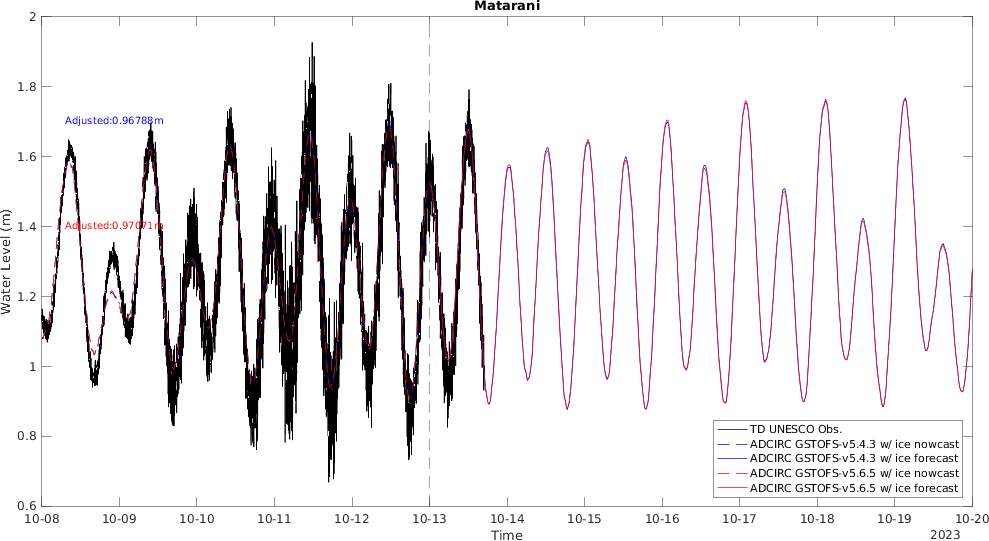 Matarani
2
1.8
1.6
1.4
1.2
1
0.8
0.6
Water Level (m)
Adjusted:0.96788m
Adjusted:0.97071m
TD UNESCO Obs.
ADCIRC GSTOFS-v5.4.3 w/ ice nowcast
ADCIRC GSTOFS-v5.4.3 w/ ice forecast
ADCIRC GSTOFS-v5.6.5 w/ ice nowcast
ADCIRC GSTOFS-v5.6.5 w/ ice forecast
10-08 10-09 10-10 10-11 10-12 10-13 10-14 10-15 10-16 10-17 10-18 10-19 10-20
Time
2023